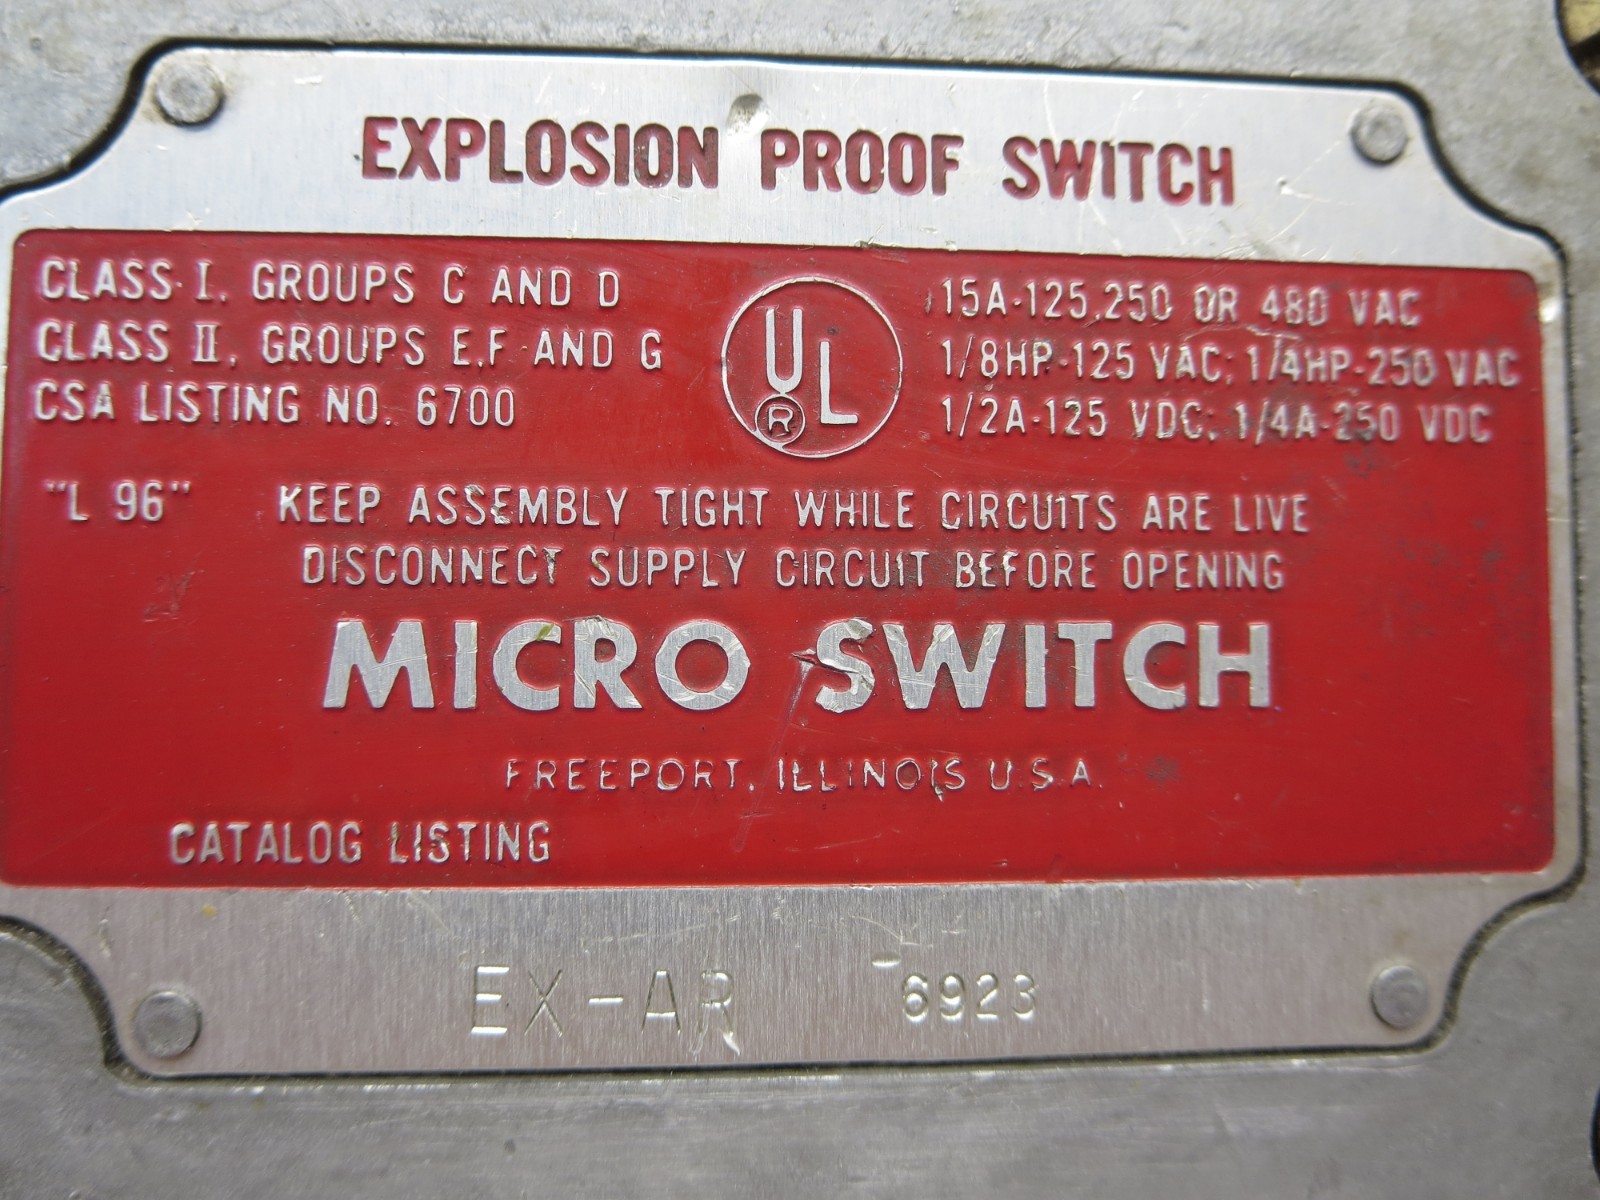 EXPLOSION PROOF SWITCH
CLASS I, GROUPS C AND D
CLASS II, GROUPS E,F AND G
CSA LISTING NO. 6700
UL
®
15A-125,250 OR 480 VAC
1/8HP-125 VAC; 1/4HP-250 VAC
1/2A-125 VDC; 1/4A-250 VDC
"L 96" KEEP ASSEMBLY TIGHT WHILE CIRCUITS ARE LIVE
DISCONNECT SUPPLY CIRCUIT BEFORE OPENING
MICRO SWITCH
FREEPORT, ILLINOIS U.S.A.
CATALOG LISTING
EX-AR 6923